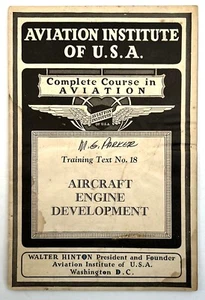 AVIATION INSTITUTE
OF U.S.A.
Complete Course in
AVIATION
M. G. PARKER
Training Text No. 18
AIRCRAFT
ENGINE
DEVELOPMENT
WALTER HINTON President and Founder
Aviation Institute of U.S.A.
Washington D.C.